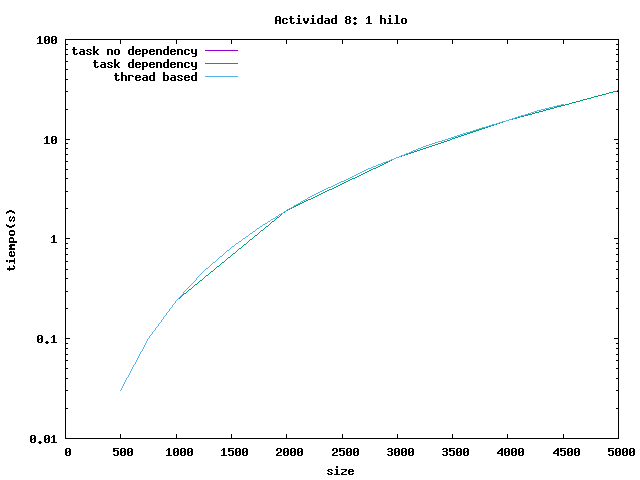 Actividad 8: 1 hilo
task no dependency
task dependency
thread based
100
10
1
0.1
0.01
tiempo(s)
0 500 1000 1500 2000 2500 3000 3500 4000 4500 5000
size